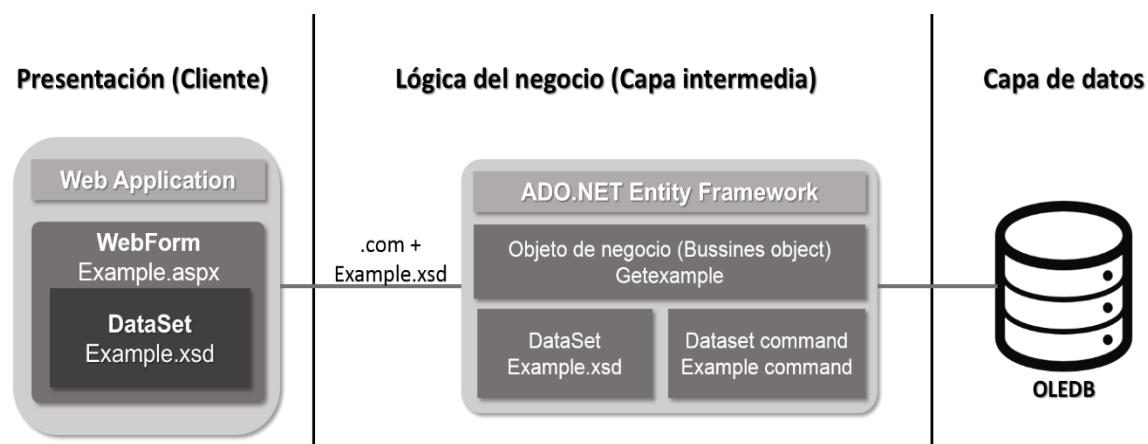 Presentación (Cliente)
Lógica del negocio (Capa intermedia)
Capa de datos
Web Application
WebForm
Example.aspx
DataSet
Example.xsd
.com +
Example.xsd
ADO.NET Entity Framework
Objeto de negocio (Bussines object)
Getexample
DataSet
Example.xsd
Dataset command
Example command
OLEDB